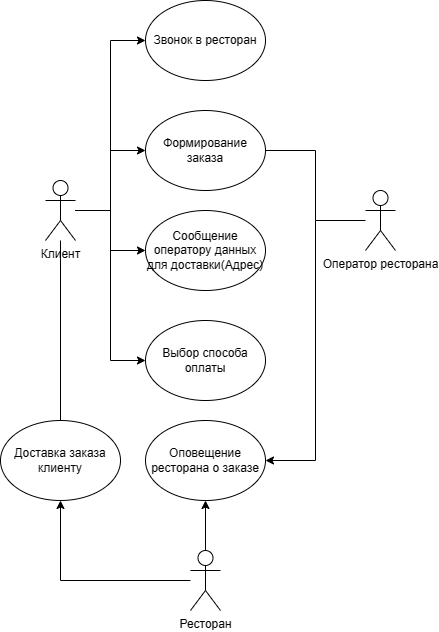 Звонок в ресторан
Формирование
заказа
Клиент
Сообщение
оператору данных
для доставки(Адрес)
Оператор ресторана
Выбор способа
оплаты
Доставка заказа
клиенту
Оповещение
ресторана о заказе
Ресторан